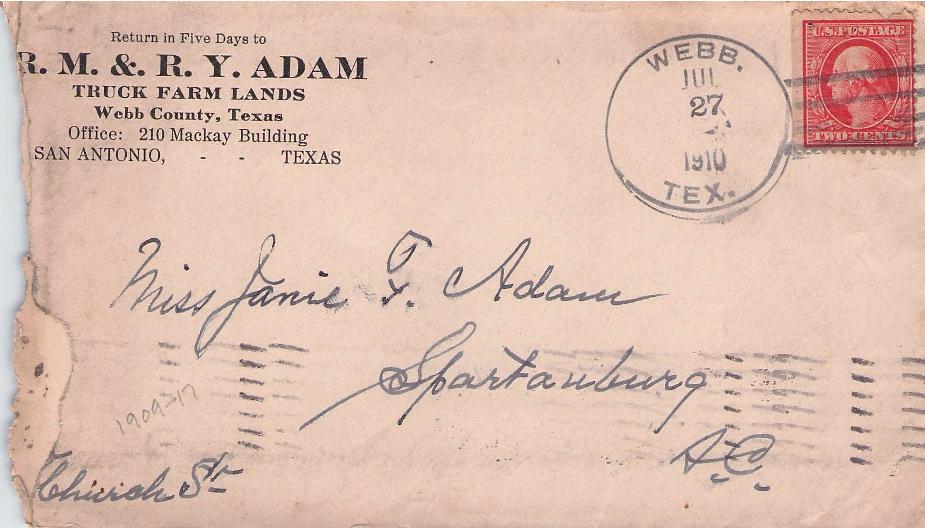 Return in Five Days to
R. M. &. R. Y. ADAM
TRUCK FARM LANDS
Webb County, Texas
Office: 210 Mackay Building
SAN ANTONIO, - - TEXAS
WEBB.
JUL
27
1910
TEX.
U.S. POSTAGE
TWO CENTS
Miss Janie F. Adam
Spartanburg
S.C.
1909-17
Church St